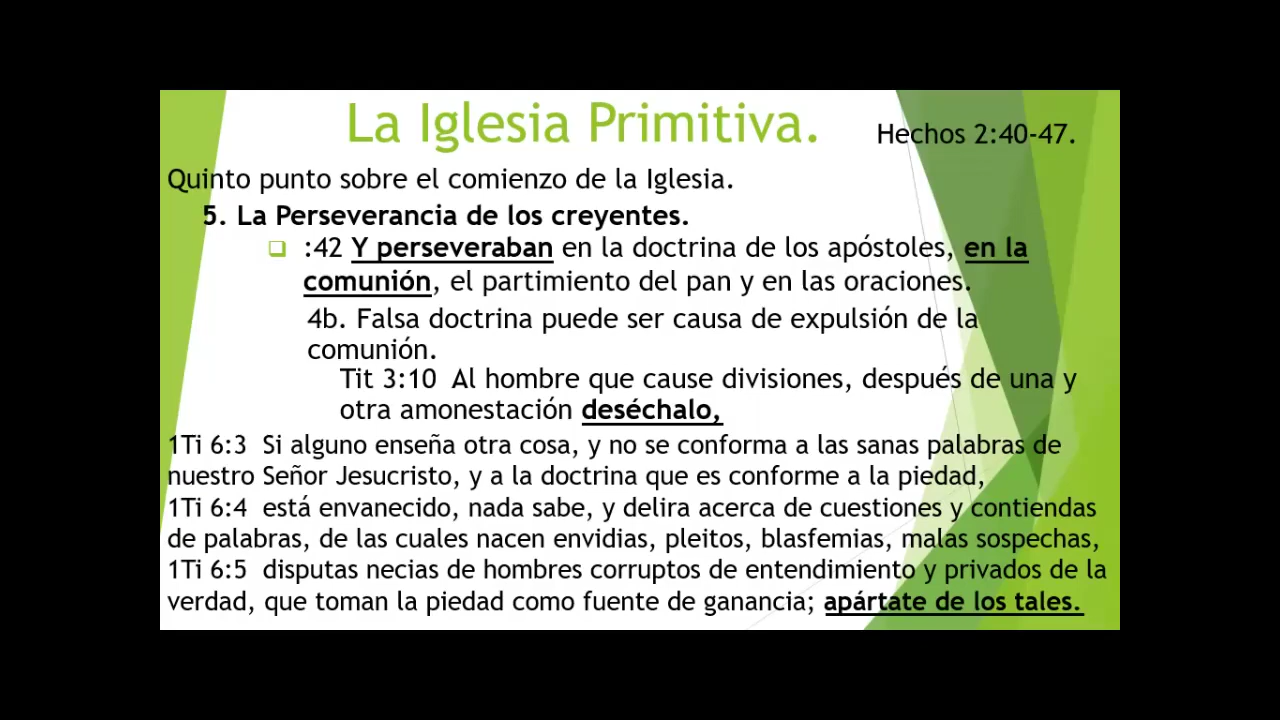 La Iglesia Primitiva.
Hechos 2:40-47.
Quinto punto sobre el comienzo de la Iglesia.
5. La Perseverancia de los creyentes.
:42 Y perseveraban en la doctrina de los apóstoles, en la
comunión, el partimiento del pan y en las oraciones.
4b. Falsa doctrina puede ser causa de expulsión de la
comunión.
Tit 3:10 Al hombre que cause divisiones, después de una y
otra amonestación deséchalo,
1Ti 6:3 Si alguno enseña otra cosa, y no se conforma a las sanas palabras de
nuestro Señor Jesucristo, y a la doctrina que es conforme a la piedad,
1Ti 6:4 está envanecido, nada sabe, y delira acerca de cuestiones y contiendas
de palabras, de las cuales nacen envidias, pleitos, blasfemias, malas sospechas,
1Ti 6:5 disputas necias de hombres corruptos de entendimiento y privados de la
verdad, que toman la piedad como fuente de ganancia; apártate de los tales.